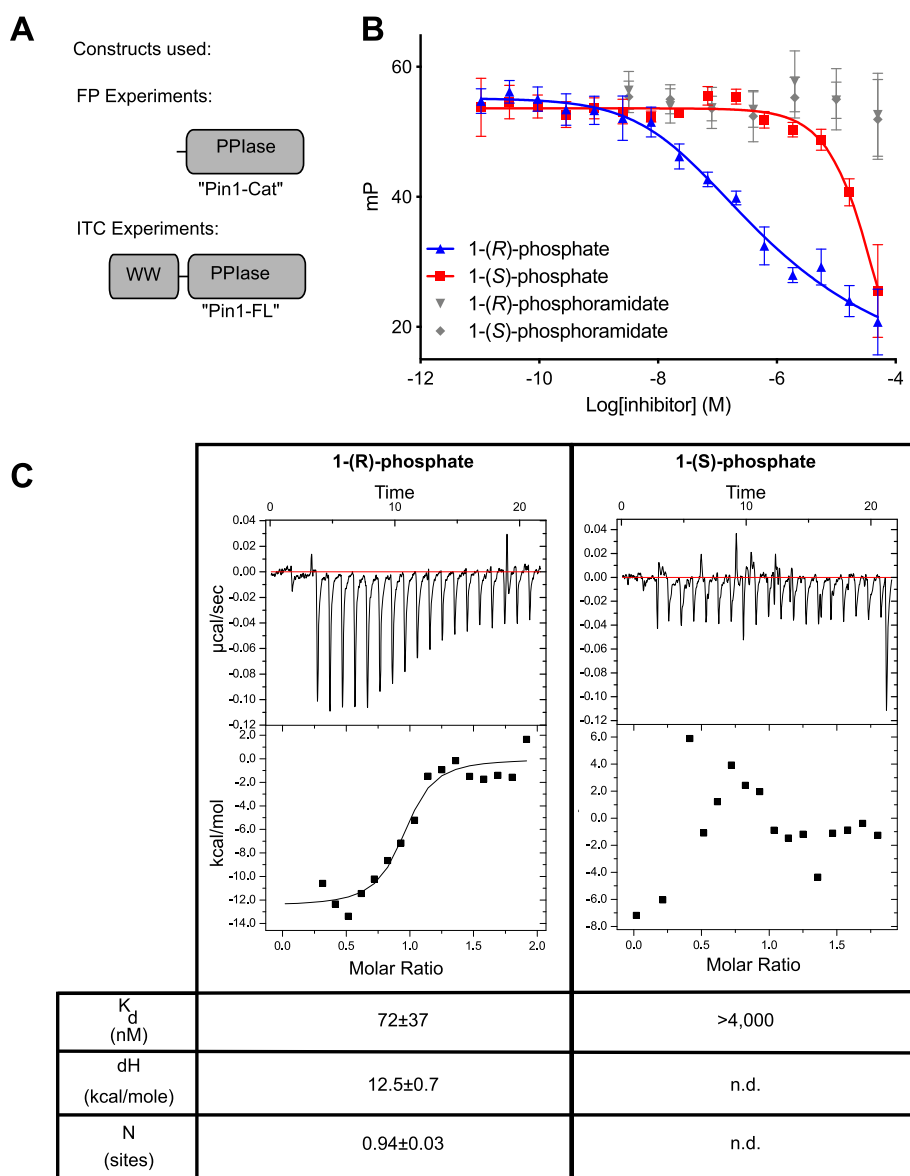 A
Constructs used:
FP Experiments:
PPIase
"Pin1-Cat"
ITC Experiments:
WW
PPIase
"Pin1-FL"
B
60
40
20
mP
-12
-10
-8
-6
-4
Log[inhibitor] (M)
1-(R)-phosphate
1-(S)-phosphate
1-(R)-phosphoramidate
1-(S)-phosphoramidate
C
1-(R)-phosphate
Time
0
10
20
0.04
0.02
0.00
-0.02
-0.04
-0.06
-0.08
-0.10
-0.12
µcal/sec
2.0
0.0
-2.0
-4.0
-6.0
-8.0
-10.0
-12.0
-14.0
kcal/mol
0.0
0.5
1.0
1.5
2.0
Molar Ratio
1-(S)-phosphate
Time
0
10
20
0.04
0.02
0.00
-0.02
-0.04
-0.06
-0.08
-0.10
-0.12
6.0
4.0
2.0
0.0
-2.0
-4.0
-6.0
-8.0
0.0
0.5
1.0
1.5
Molar Ratio
Kd
(nM)
72±37
>4,000
dH
(kcal/mole)
12.5±0.7
n.d.
N
(sites)
0.94±0.03
n.d.